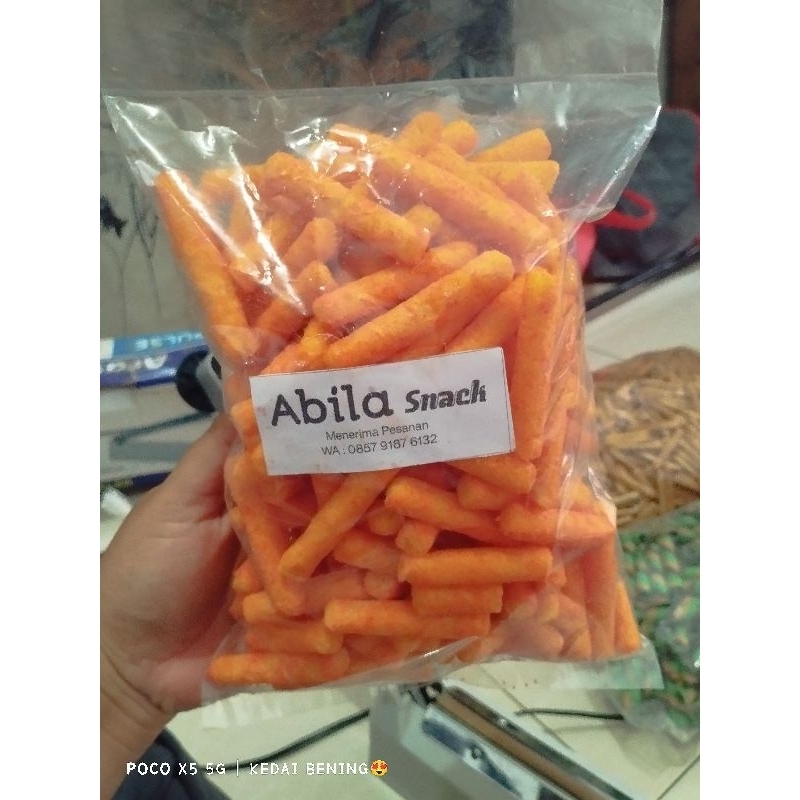 Abila Snack
Menerima Pesanan
WA : 0857 9187 6132
POCO X5 5G | KEDAI BENING😍